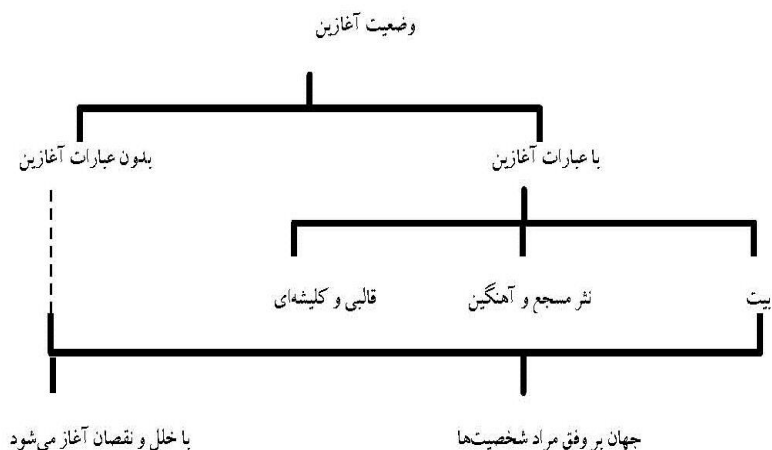 وضعیت آغازین
با عبارات آغازین
بدون عبارات آغازین
بیت
نثر مسجع و آهنگین
قالبی و کلیشه‌ای
جهان بر وفق مراد شخصیت‌ها
با خلل و نقصان آغاز می‌شود